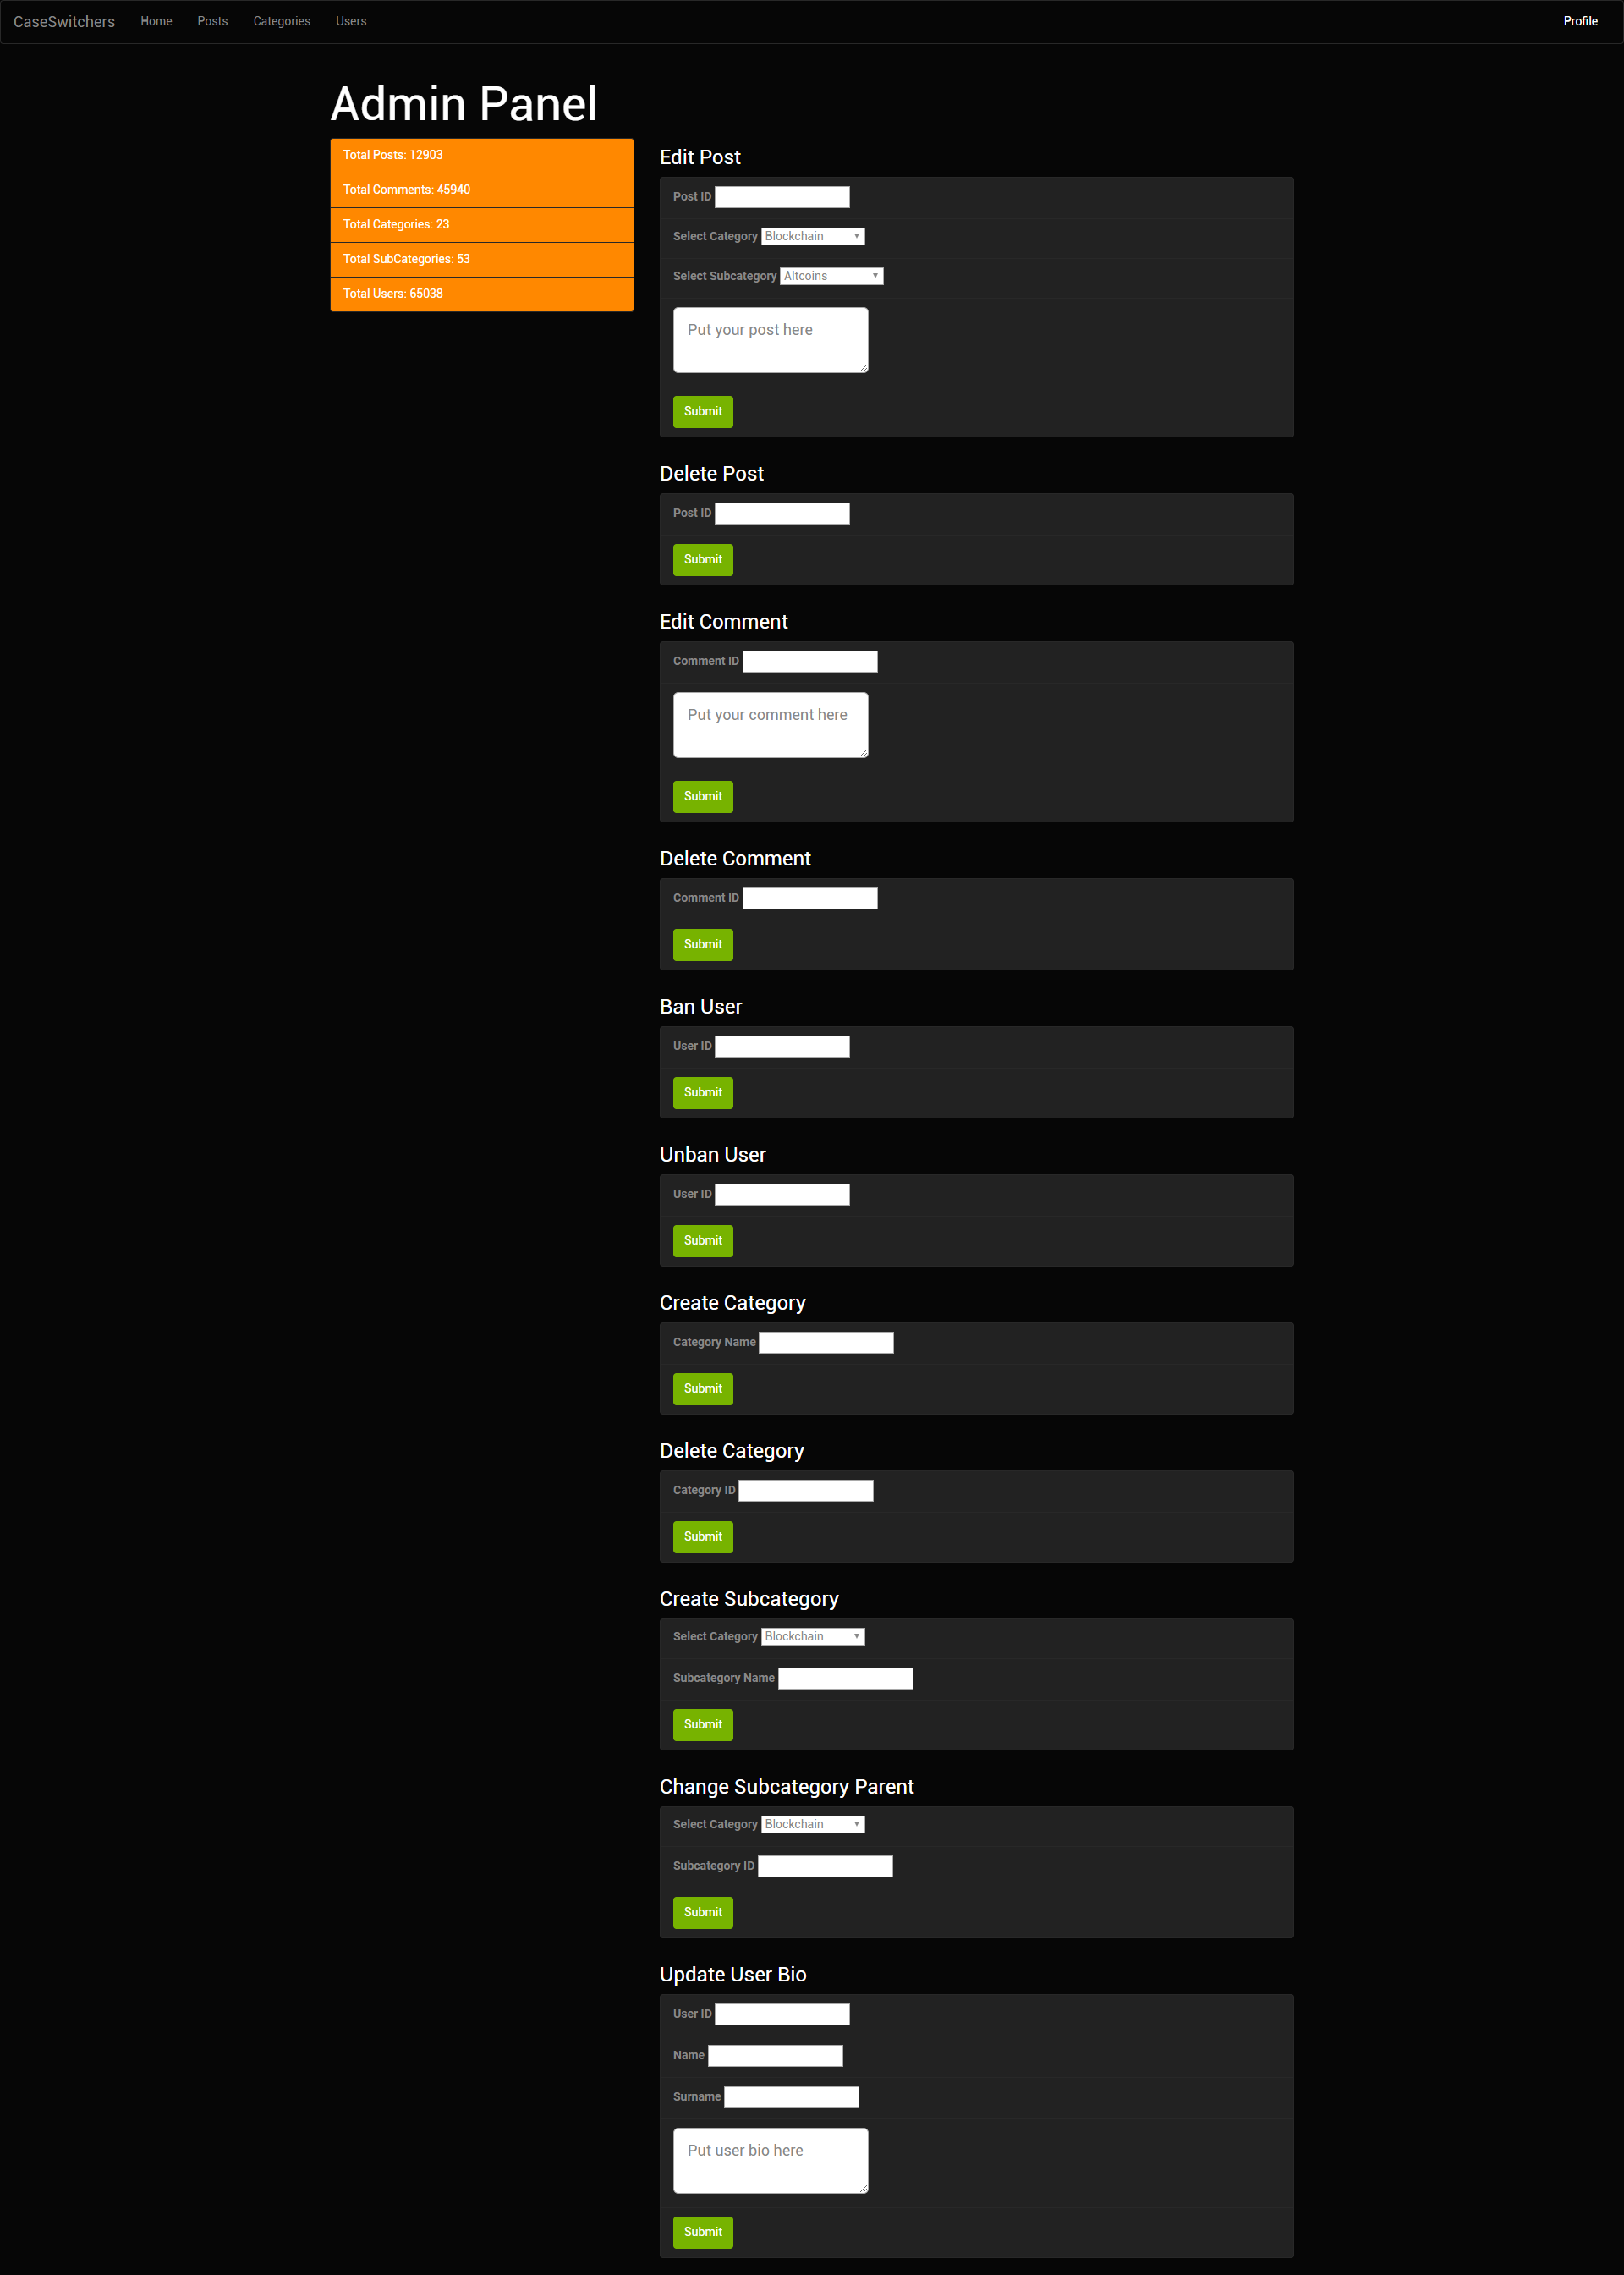 CaseSwitchers Home Posts Categories Users Profile
Admin Panel
Total Posts: 12903
Total Comments: 45940
Total Categories: 23
Total SubCategories: 53
Total Users: 65038
Edit Post
Post ID
Select Category Blockchain
Select Subcategory Altcoins
Put your post here
Submit
Delete Post
Post ID
Submit
Edit Comment
Comment ID
Put your comment here
Submit
Delete Comment
Comment ID
Submit
Ban User
User ID
Submit
Unban User
User ID
Submit
Create Category
Category Name
Submit
Delete Category
Category ID
Submit
Create Subcategory
Select Category Blockchain
Subcategory Name
Submit
Change Subcategory Parent
Select Category Blockchain
Subcategory ID
Submit
Update User Bio
User ID
Name
Surname
Put user bio here
Submit